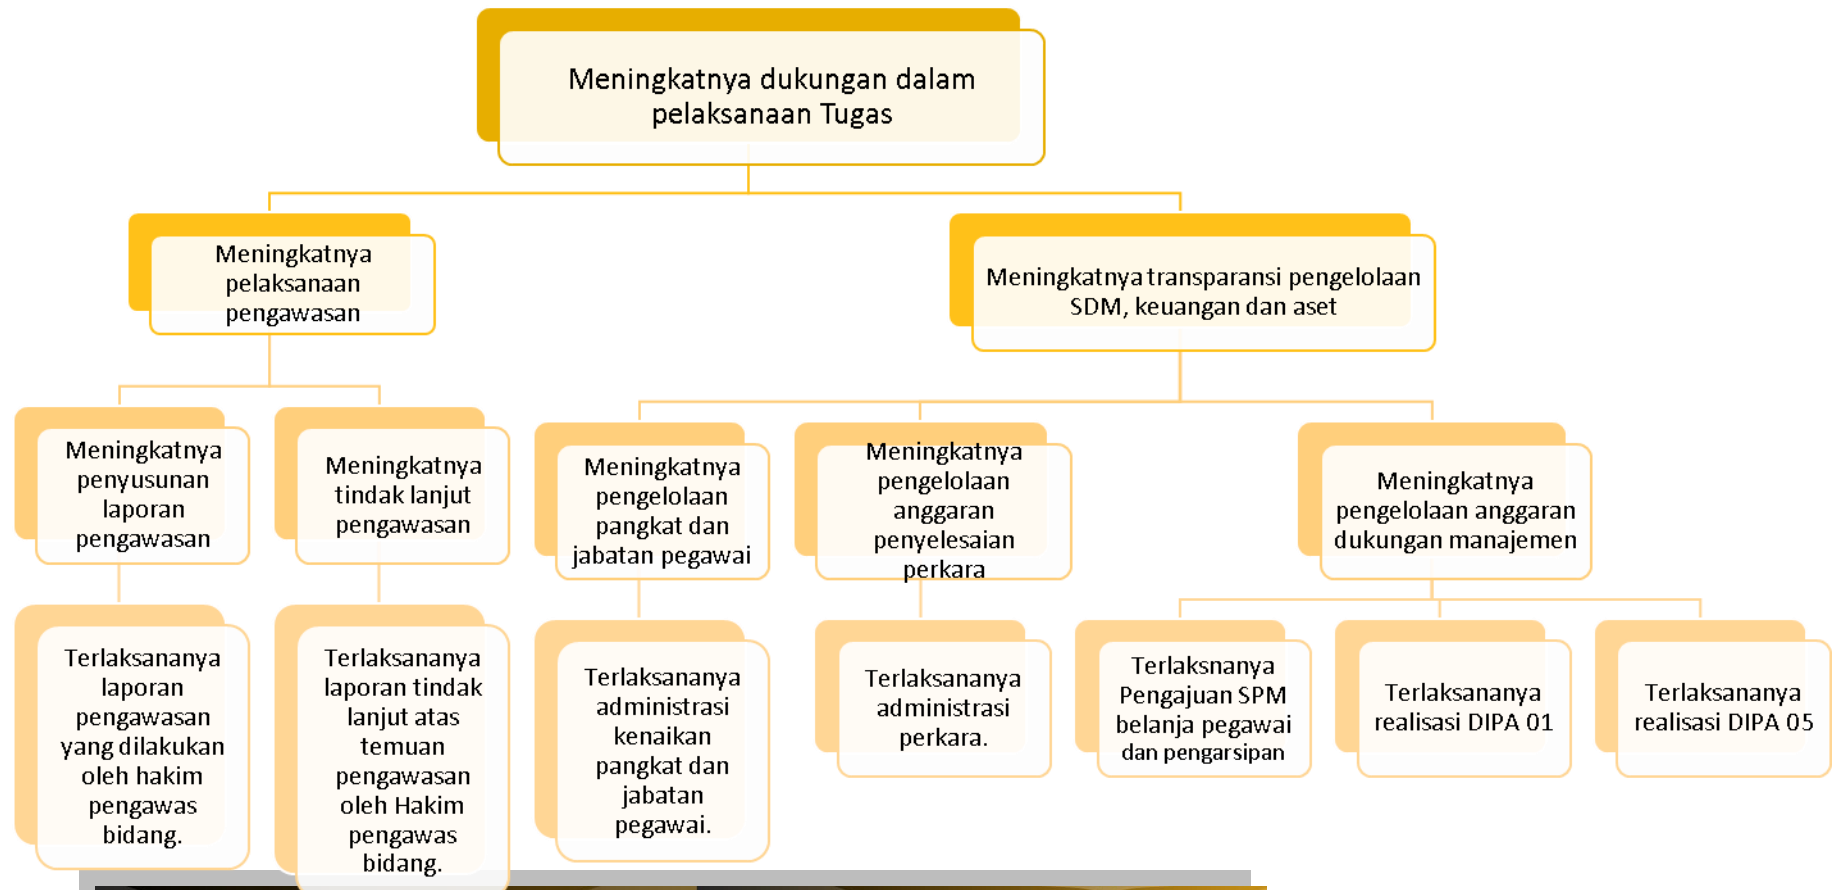 Meningkatnya dukungan dalam
pelaksanaan Tugas
Meningkatnya
pelaksanaan
pengawasan
Meningkatnya transparansi pengelolaan
SDM, keuangan dan aset
Meningkatnya
penyusunan
laporan
pengawasan
Meningkatnya
tindak lanjut
pengawasan
Meningkatnya
pengelolaan
pangkat dan
jabatan pegawai
Meningkatnya
pengelolaan
anggaran
penyelesaian
perkara
Meningkatnya
pengelolaan anggaran
dukungan manajemen
Terlaksananya
laporan
pengawasan
yang dilakukan
oleh hakim
pengawas
bidang.
Terlaksananya
laporan tindak
lanjut atas
temuan
pengawasan
oleh Hakim
pengawas
bidang.
Terlaksananya
administrasi
kenaikan
pangkat dan
jabatan
pegawai.
Terlaksananya
administrasi
perkara.
Terlaksnanya
Pengajuan SPM
belanja pegawai
dan pengarsipan
Terlaksananya
realisasi DIPA 01
Terlaksananya
realisasi DIPA 05